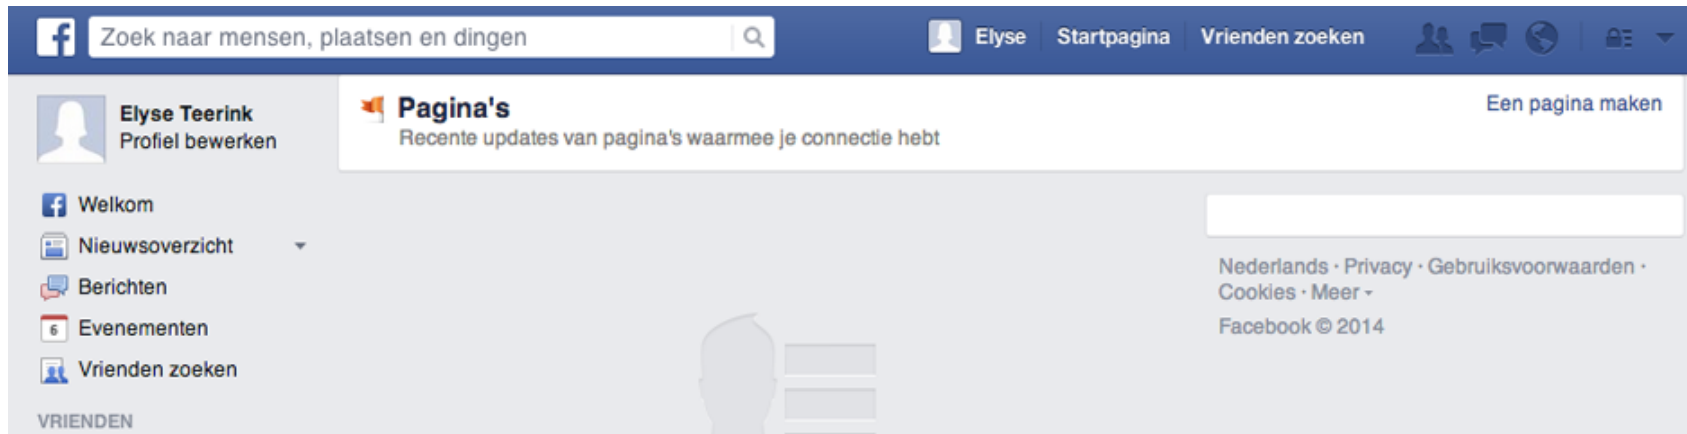 Zoek naar mensen, plaatsen en dingen
Elyse Startpagina Vrienden zoeken
Elyse Teerink
Profiel bewerken
Pagina's
Recente updates van pagina's waarmee je connectie hebt
Een pagina maken
Welkom
Nieuwsoverzicht
Berichten
6 Evenementen
Vrienden zoeken
VRIENDEN
Nederlands · Privacy · Gebruiksvoorwaarden ·
Cookies · Meer
Facebook © 2014